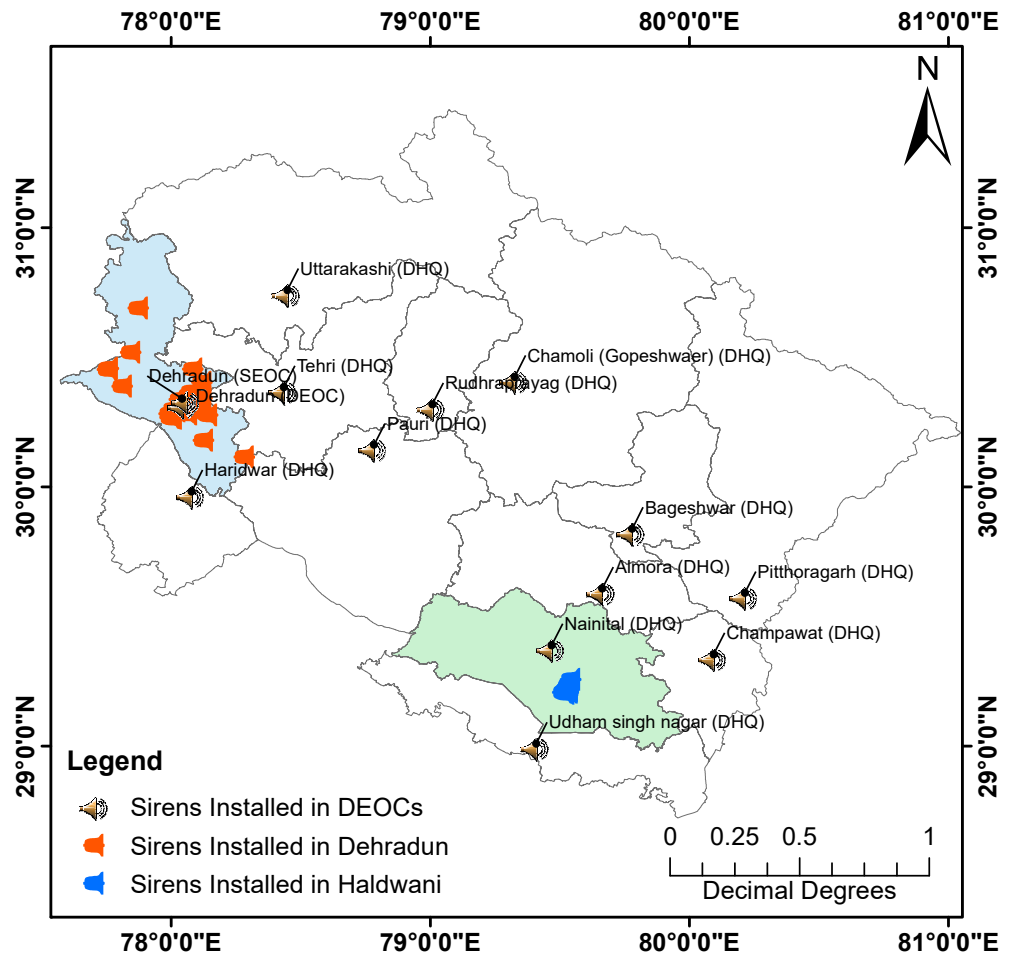 78°0'0"E 79°0'0"E 80°0'0"E 81°0'0"E
N
31°0'0"N 31°0'0"N
Uttarakashi (DHQ)
Chamoli (Gopeshwaer) (DHQ)
Tehri (DHQ)
Dehradun (SEOC)
Rudhraprayag (DHQ)
Dehradun (DEOC)
Pauri (DHQ)
Haridwar (DHQ)
30°0'0"N 30°0'0"N
Bageshwar (DHQ)
Almora (DHQ)
Pitthoragarh (DHQ)
Nainital (DHQ)
Champawat (DHQ)
Udham singh nagar (DHQ)
29°0'0"N 29°0'0"N
Legend
Sirens Installed in DEOCs
Sirens Installed in Dehradun
Sirens Installed in Haldwani
0 0.25 0.5 1
Decimal Degrees
78°0'0"E 79°0'0"E 80°0'0"E 81°0'0"E